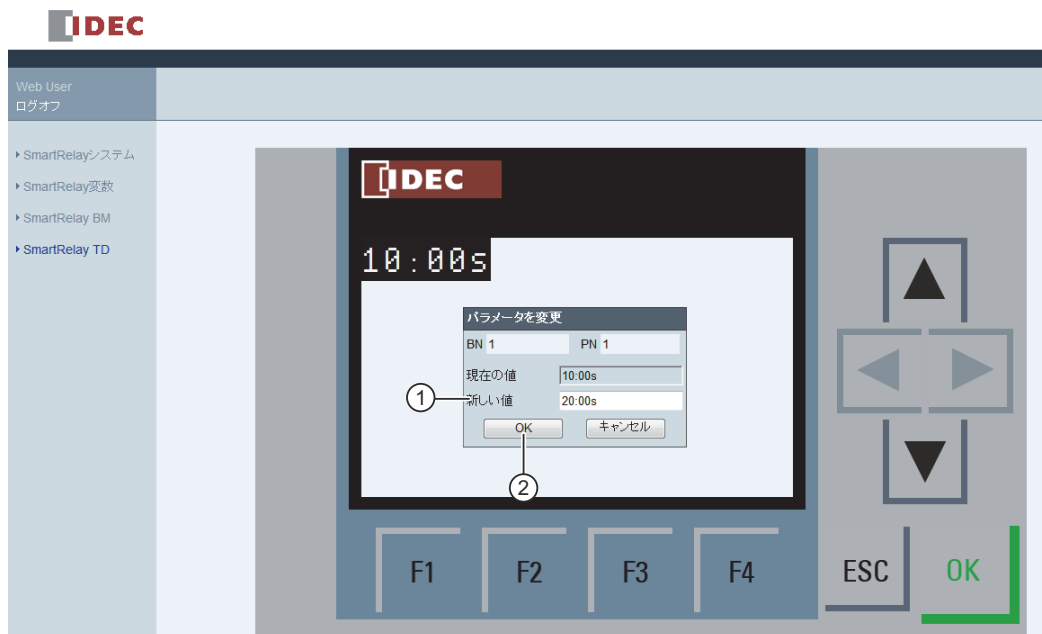 IDEC
Web User
ログオフ
SmartRelayシステム
SmartRelay変数
SmartRelay BM
SmartRelay TD
IDEC
10:00s
パラメータを変更
BN 1 PN 1
現在の値 10:00s
1 新しい値 20:00s
OK キャンセル
2
F1 F2 F3 F4 ESC OK